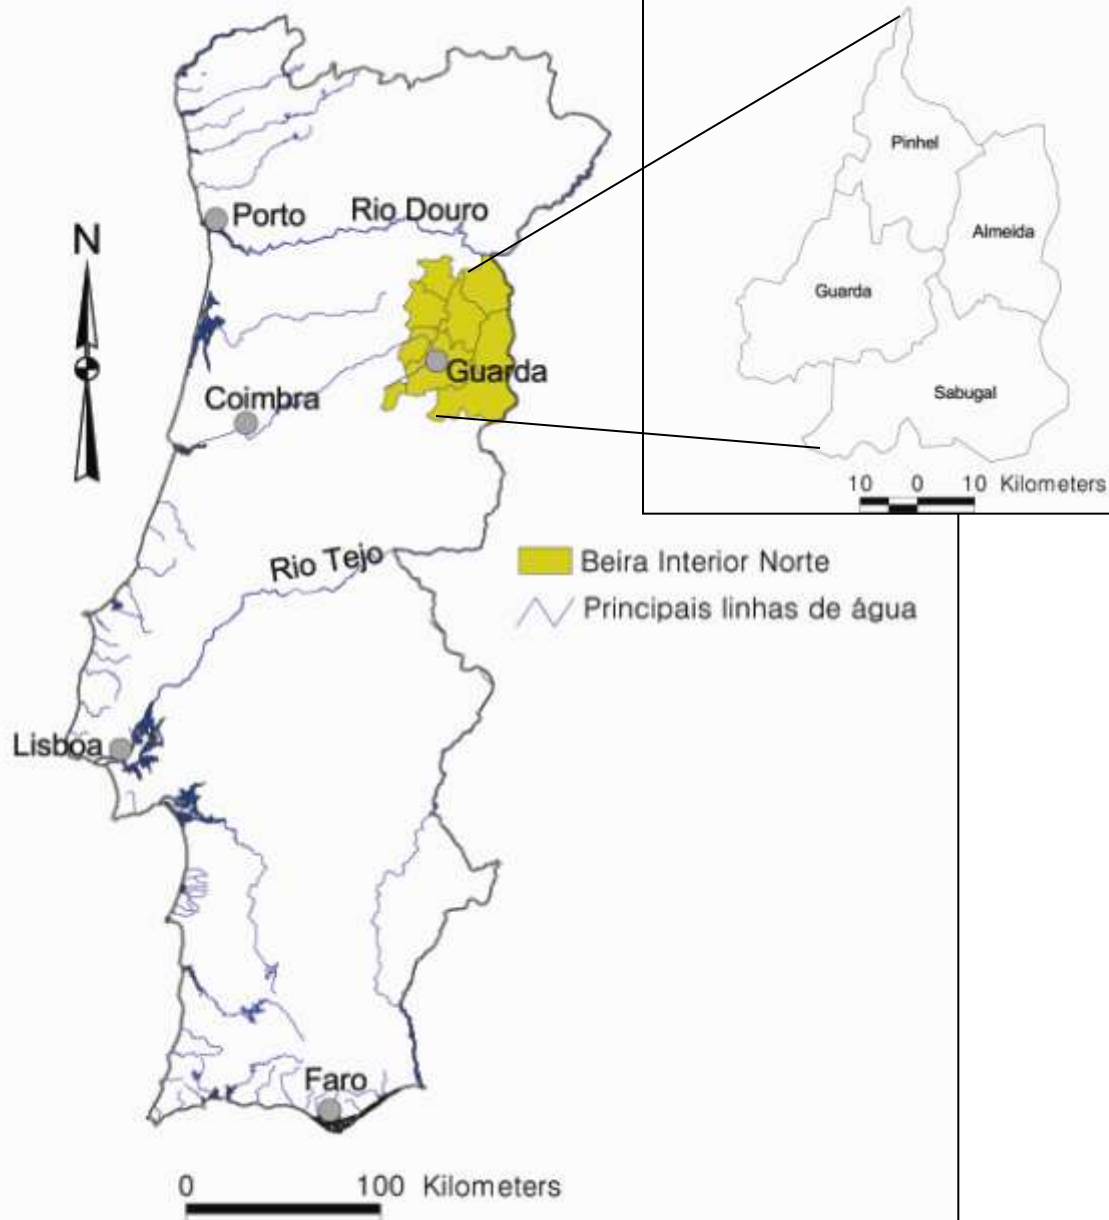 Pinhel
Almeida
Guarda
Sabugal
10 0 10 Kilometers
N
Porto
Rio Douro
Guarda
Coimbra
Rio Tejo
Beira Interior Norte
Principais linhas de água
Lisboa
Faro
0 100 Kilometers